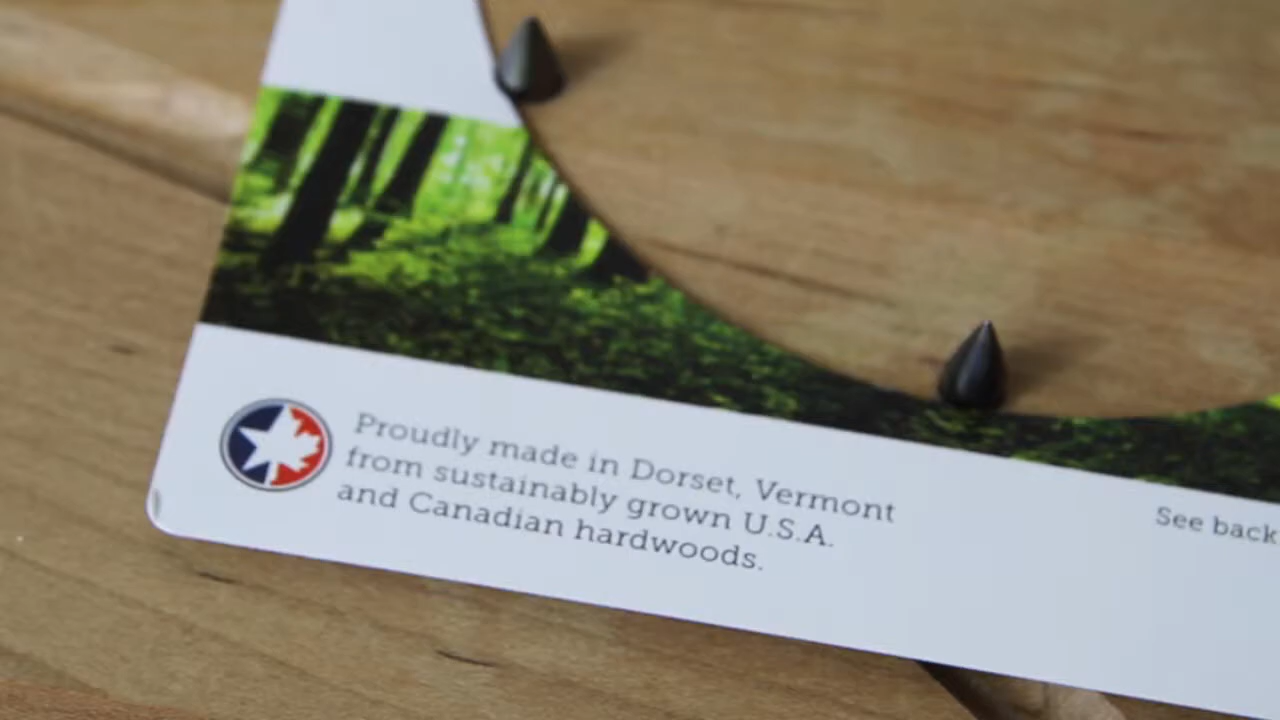 Proudly made in Dorset, Vermont
from sustainably grown U.S.A.
and Canadian hardwoods.
See back